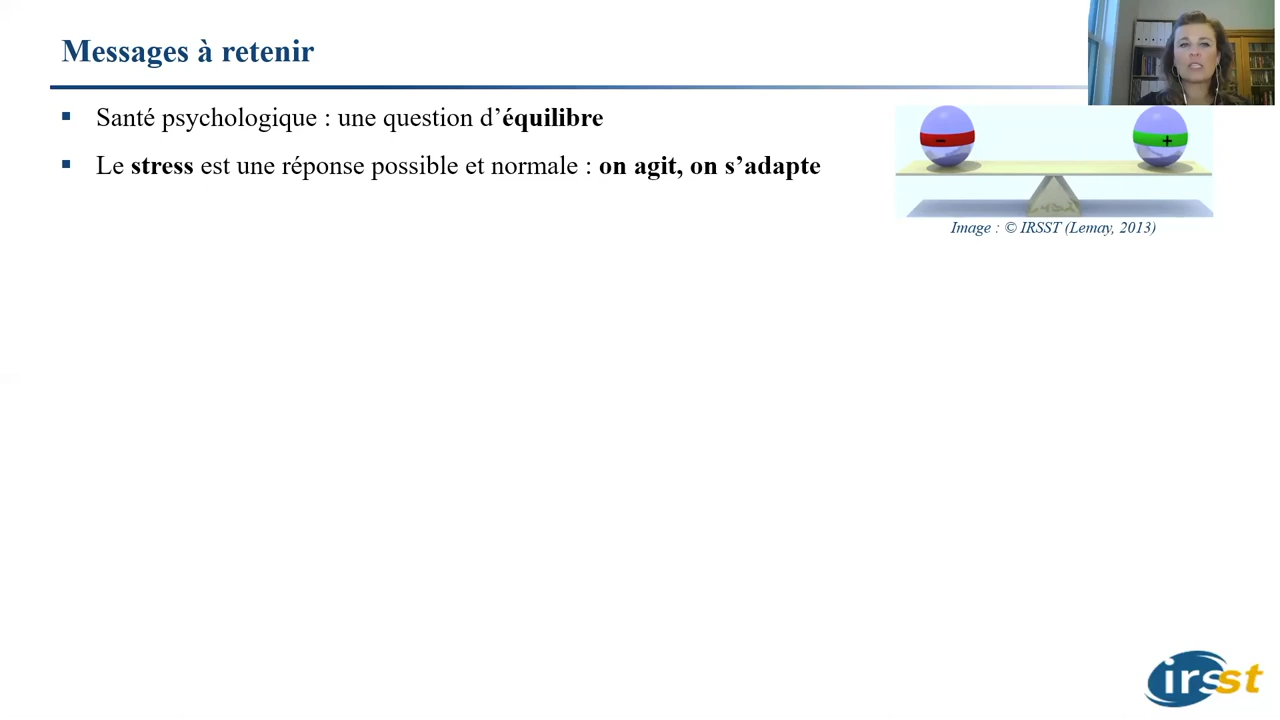 Messages à retenir
Santé psychologique : une question d’équilibre
Le stress est une réponse possible et normale : on agit, on s’adapte
- +
Image : © IRSST (Lemay, 2013)
irsst